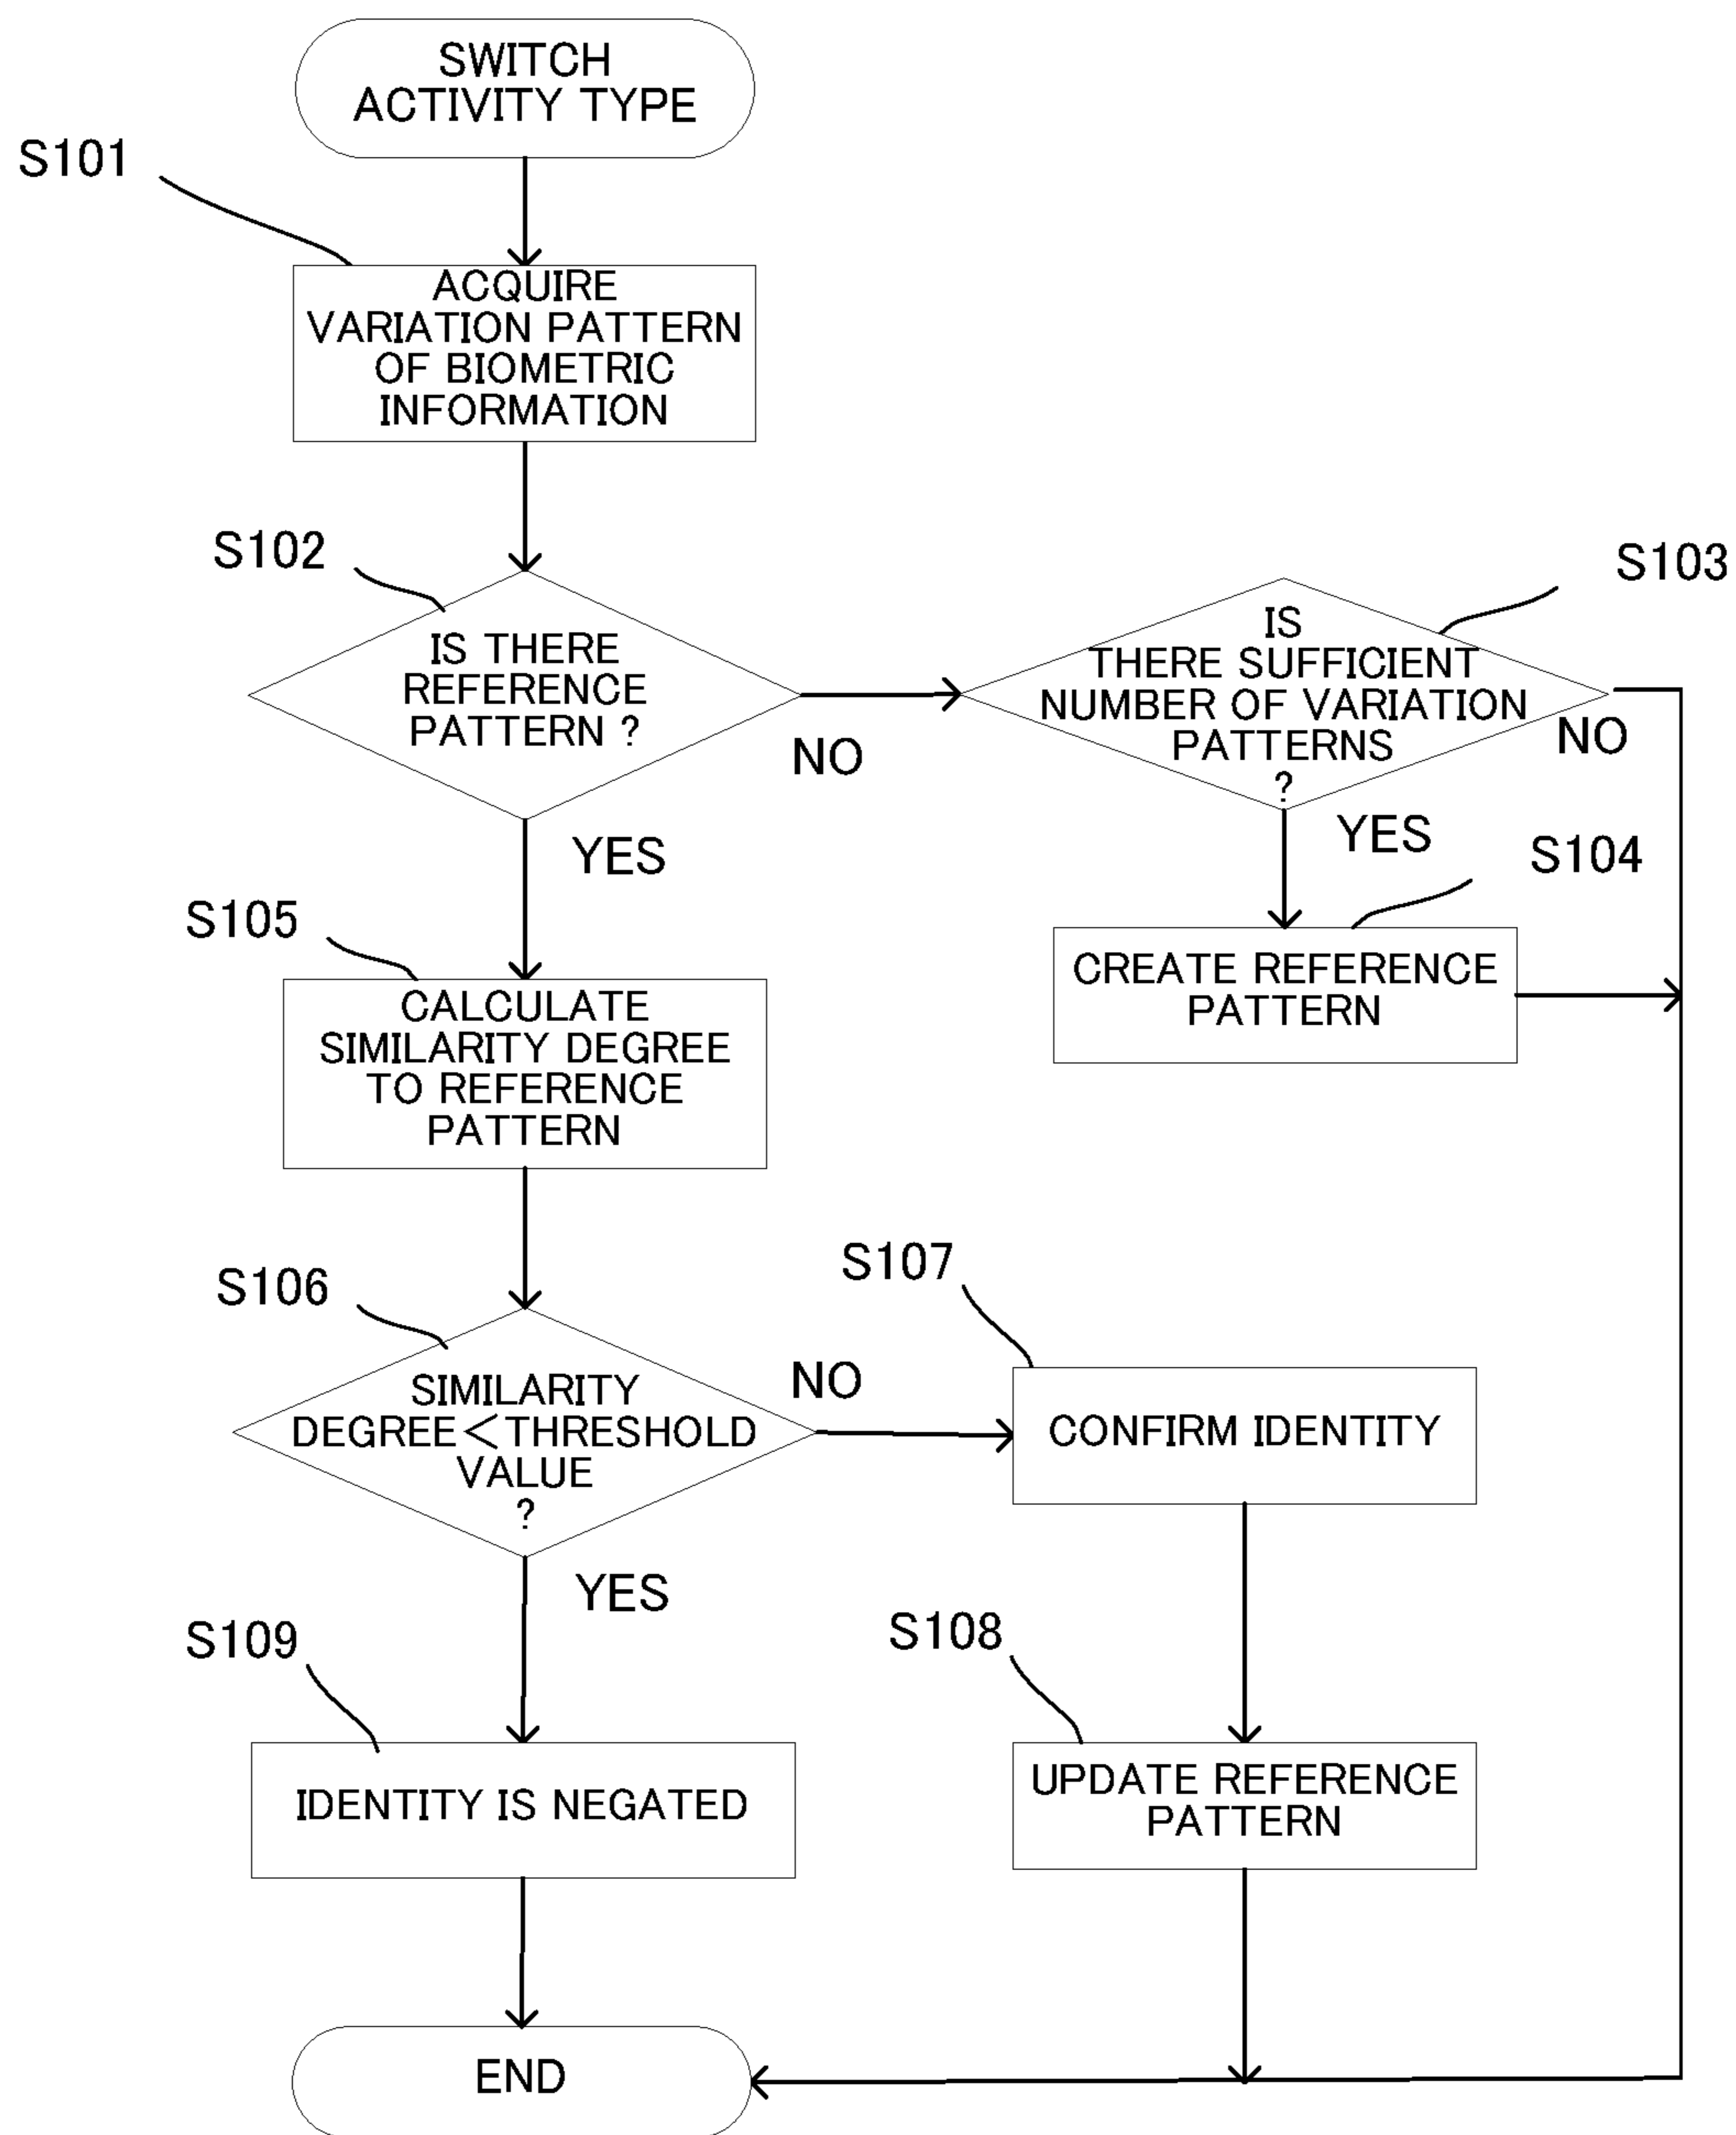 SWITCH
ACTIVITY TYPE
S101
ACQUIRE
VARIATION PATTERN
OF BIOMETRIC
INFORMATION
S102
IS THERE
REFERENCE
PATTERN ?
NO
YES
S103
IS
THERE SUFFICIENT
NUMBER OF VARIATION
PATTERNS
?
NO
YES
S104
CREATE REFERENCE
PATTERN
S105
CALCULATE
SIMILARITY DEGREE
TO REFERENCE
PATTERN
S106
SIMILARITY
DEGREE<THRESHOLD
VALUE
?
NO
YES
S107
CONFIRM IDENTITY
S108
UPDATE REFERENCE
PATTERN
S109
IDENTITY IS NEGATED
END